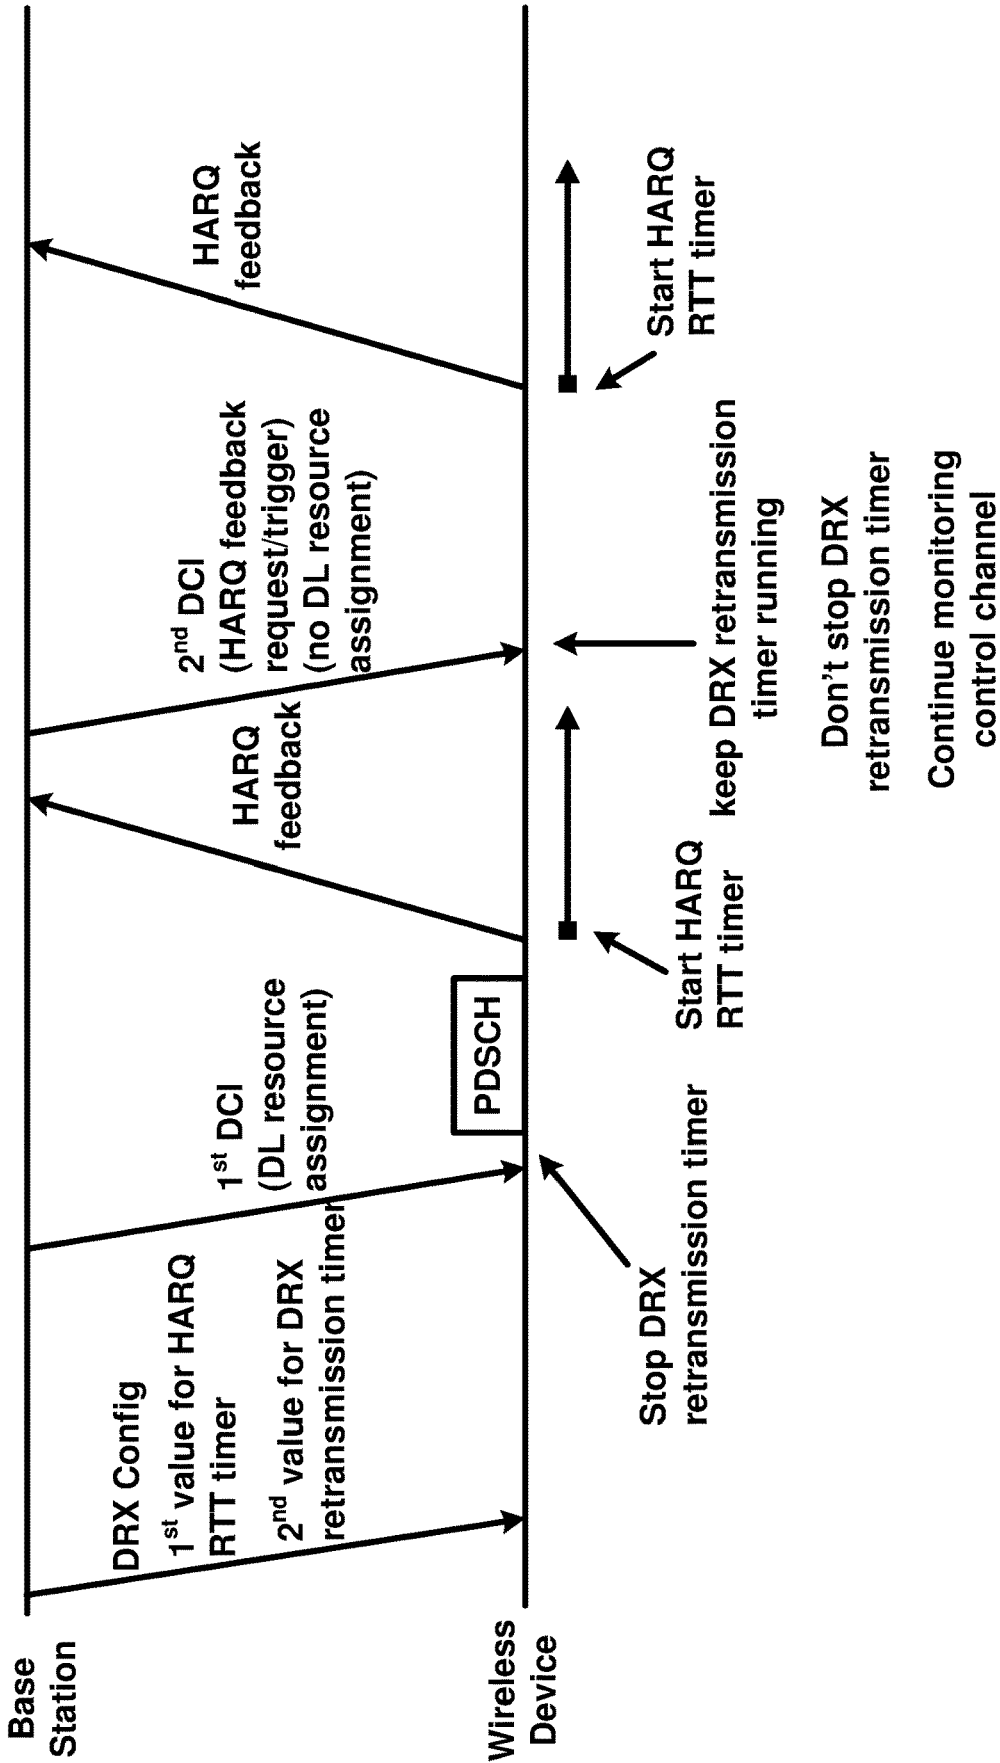 Base
Station
DRX Config
1st value for HARQ
RTT timer
2nd value for DRX
retransmission timer
1st DCI
(DL resource
assignment)
HARQ
feedback
2nd DCI
(HARQ feedback
request/trigger)
(no DL resource
assignment)
HARQ
feedback
Wireless
Device
PDSCH
Stop DRX
retransmission timer
Start HARQ
RTT timer
keep DRX retransmission
timer running
Don't stop DRX
retransmission timer
Continue monitoring
control channel
Start HARQ
RTT timer